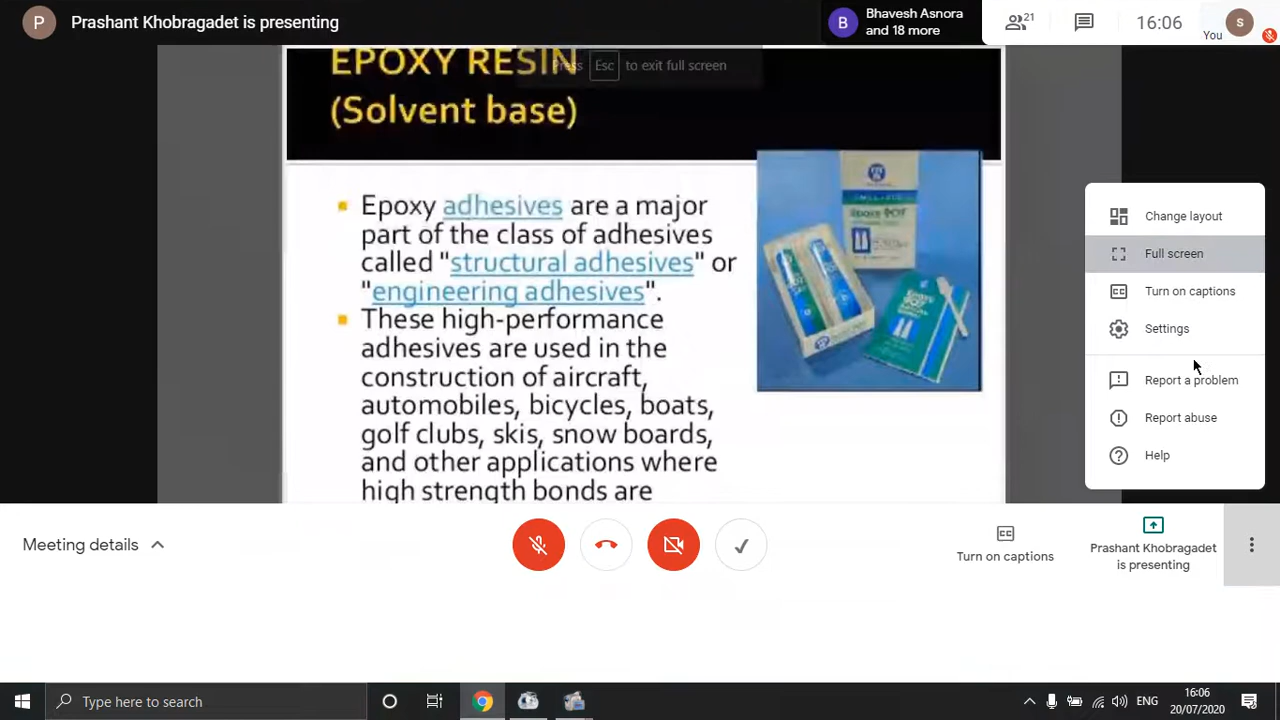 P
Prashant Khobragadet is presenting
B
Bhavesh Asnora
and 18 more
21
16:06
You
S
EPOXY RESIN
(Solvent base)
Press Esc to exit full screen
Epoxy adhesives are a major
part of the class of adhesives
called "structural adhesives" or
"engineering adhesives".
These high-performance
adhesives are used in the
construction of aircraft,
automobiles, bicycles, boats,
golf clubs, skis, snow boards,
and other applications where
high strength bonds are
Change layout
Full screen
Turn on captions
Settings
Report a problem
Report abuse
Help
Meeting details
Turn on captions
Prashant Khobragadet
is presenting
Type here to search
ENG
16:06
20/07/2020